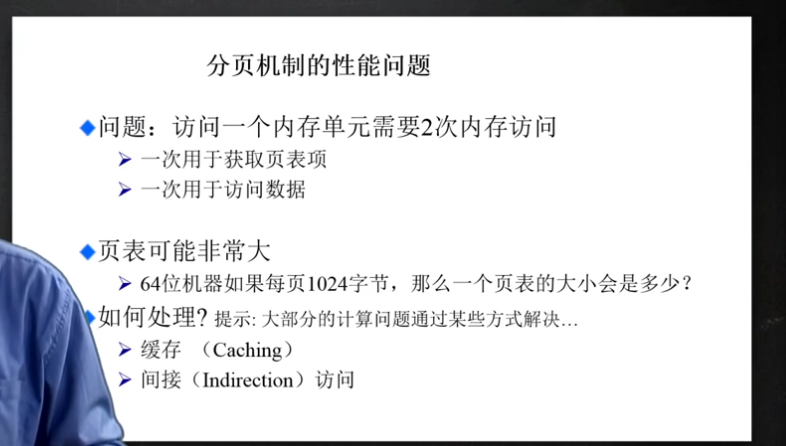 分页机制的性能问题
问题：访问一个内存单元需要2次内存访问
一次用于获取页表项
一次用于访问数据
页表可能非常大
64位机器如果每页1024字节，那么一个页表的大小会是多少？
如何处理? 提示: 大部分的计算问题通过某些方式解决…
缓存 （Caching）
间接（Indirection）访问